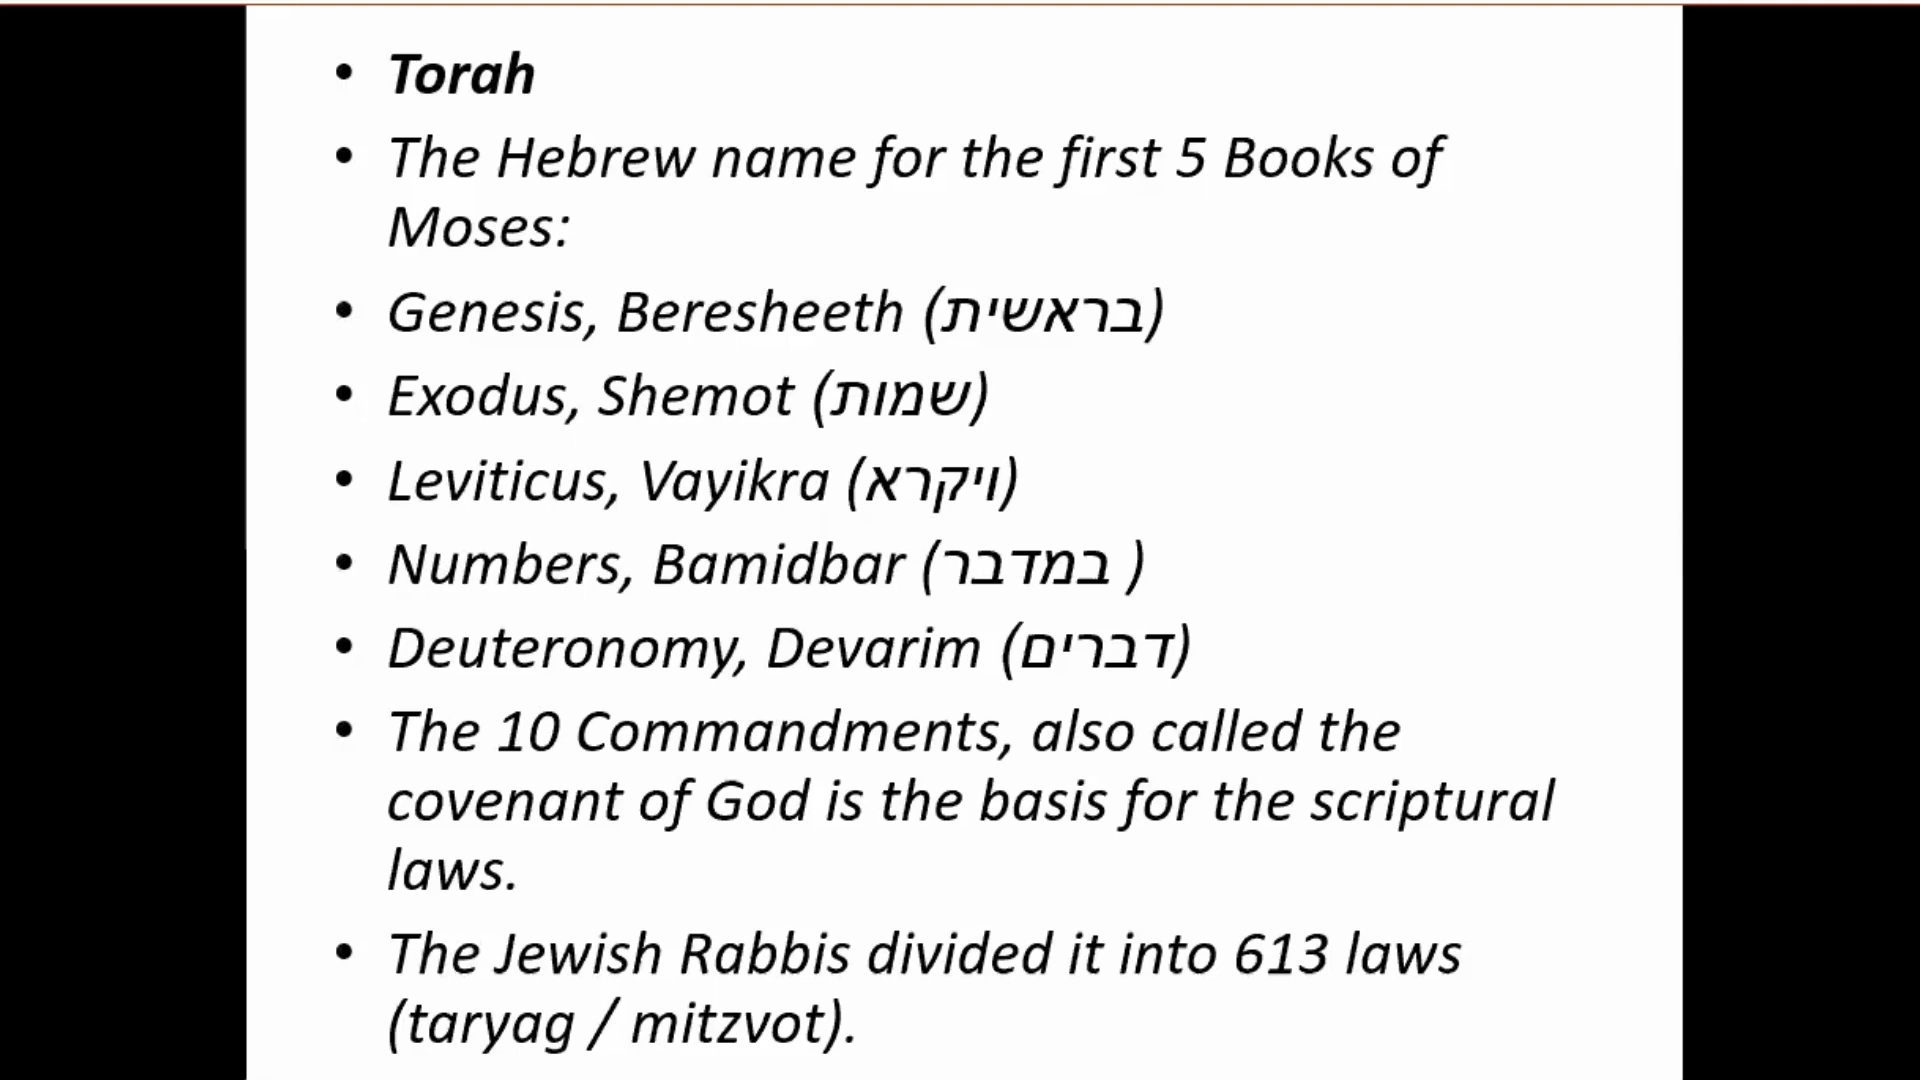 • Torah
• The Hebrew name for the first 5 Books of
Moses:
• Genesis, Beresheeth (בראשית)
• Exodus, Shemot (שמות)
• Leviticus, Vayikra (ויקרא)
• Numbers, Bamidbar (במדבר )
• Deuteronomy, Devarim (דברים)
• The 10 Commandments, also called the
covenant of God is the basis for the scriptural
laws.
• The Jewish Rabbis divided it into 613 laws
(taryag / mitzvot).